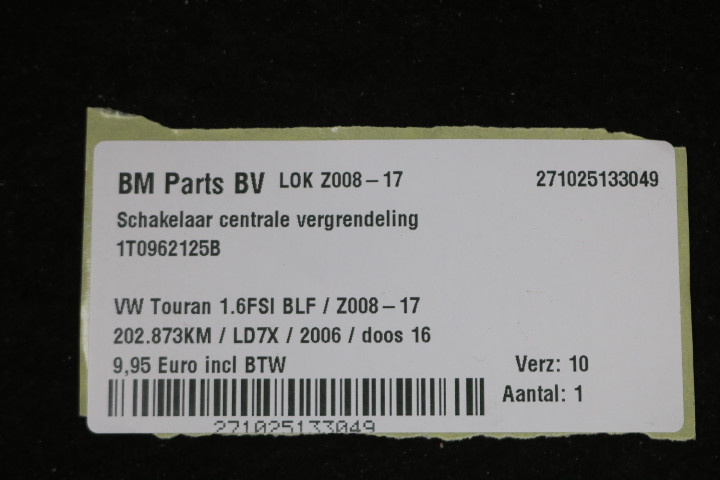 BM Parts BV LOK Z008-17 271025133049
Schakelaar centrale vergrendeling
1T0962125B
VW Touran 1.6FSI BLF / Z008-17
202.873KM / LD7X / 2006 / doos 16
9,95 Euro incl BTW Verz: 10
Aantal: 1
271025133049